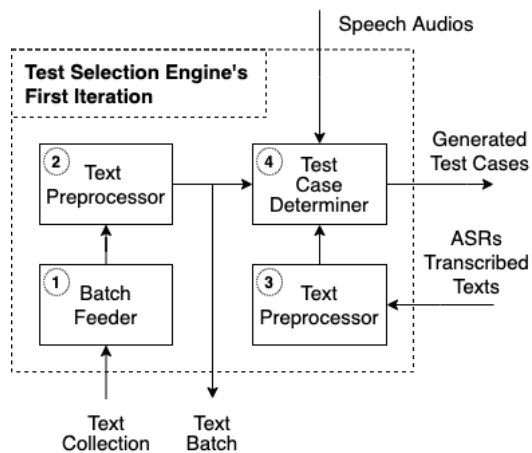 Speech Audios
Test Selection Engine's
First Iteration
2
Text
Preprocessor
4
Test
Case
Determiner
Generated
Test Cases
1
Batch
Feeder
3
Text
Preprocessor
ASRs
Transcribed
Texts
Text
Collection
Text
Batch